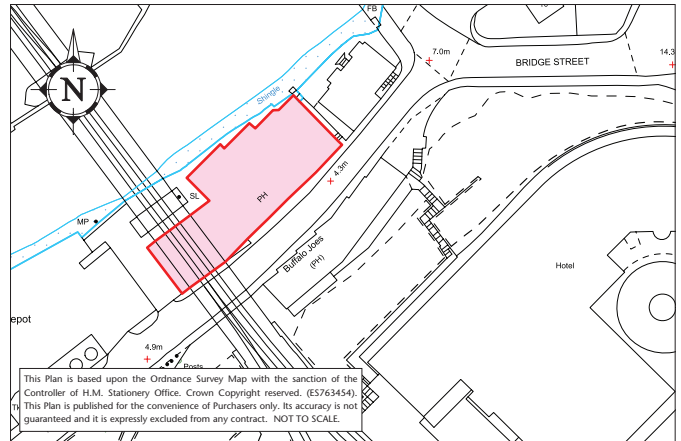 FB
7.0m
14.3
BRIDGE STREET
Shingle
N
4.3m
SL
PH
MP
Buffalo Joes
(PH)
Hotel
epot
4.9m
Posts
This Plan is based upon the Ordnance Survey Map with the sanction of the
Controller of H.M. Stationery Office. Crown Copyright reserved. (ES763454).
This Plan is published for the convenience of Purchasers only. Its accuracy is not
guaranteed and it is expressly excluded from any contract. NOT TO SCALE.